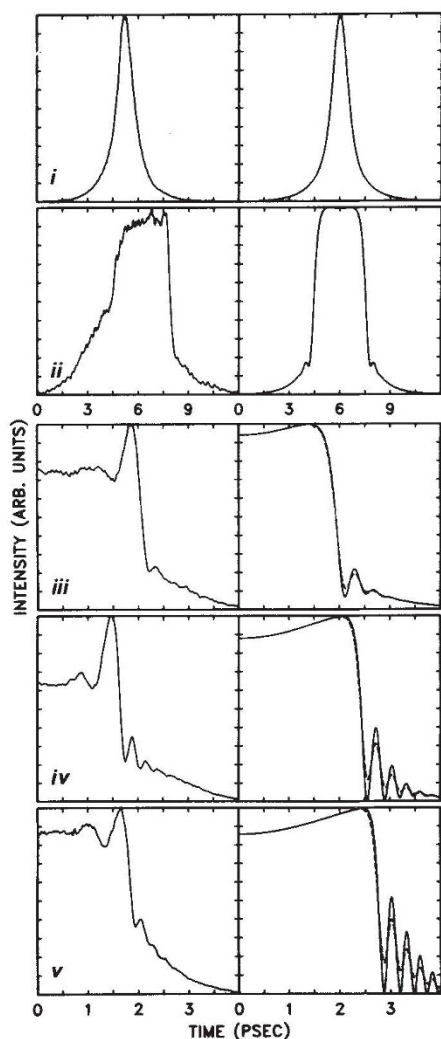 i
ii
0 3 6 9 0 3 6 9
INTENSITY (ARB. UNITS)
iii
iv
v
0 1 2 3 0 1 2 3
TIME (PSEC)